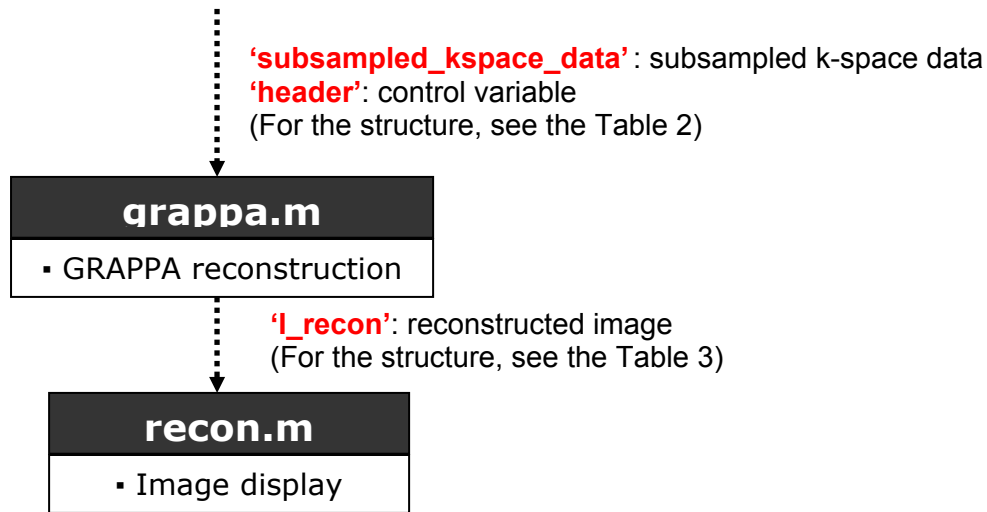 ‘subsampled_kspace_data’ : subsampled k-space data
‘header’: control variable
(For the structure, see the Table 2)
grappa.m
▪ GRAPPA reconstruction
‘I_recon’: reconstructed image
(For the structure, see the Table 3)
recon.m
▪ Image display